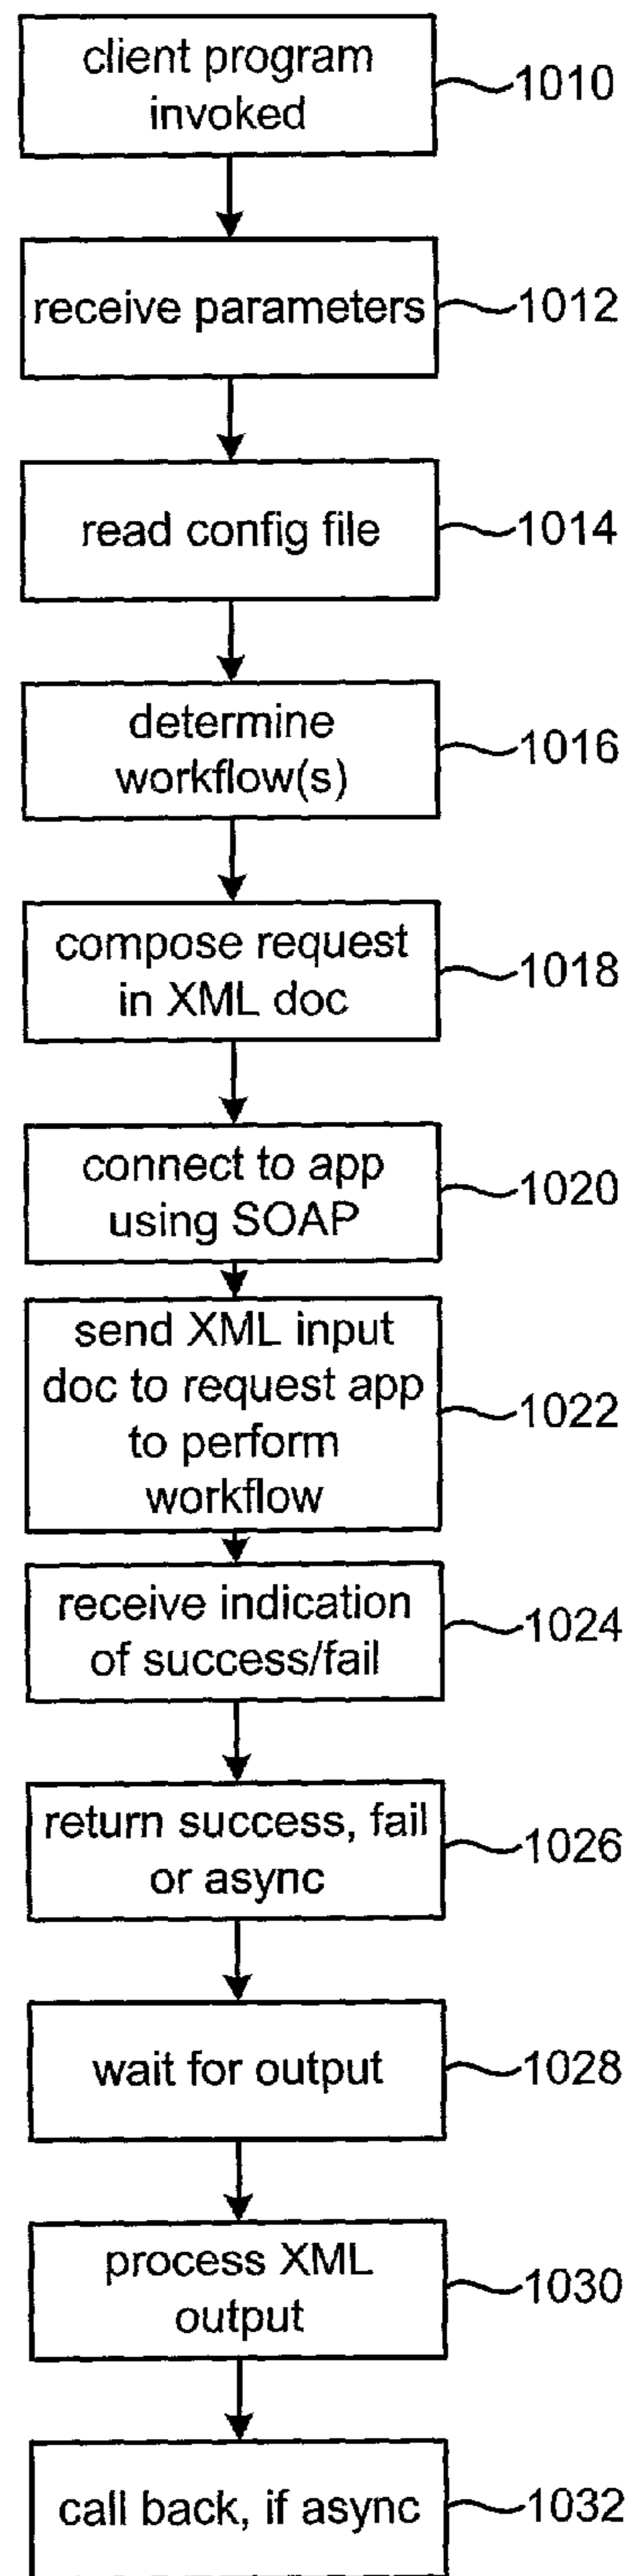 client program
invoked
1010
receive parameters
1012
read config file
1014
determine
workflow(s)
1016
compose request
in XML doc
1018
connect to app
using SOAP
1020
send XML input
doc to request app
to perform
workflow
1022
receive indication
of success/fail
1024
return success, fail
or async
1026
wait for output
1028
process XML
output
1030
call back, if async
1032